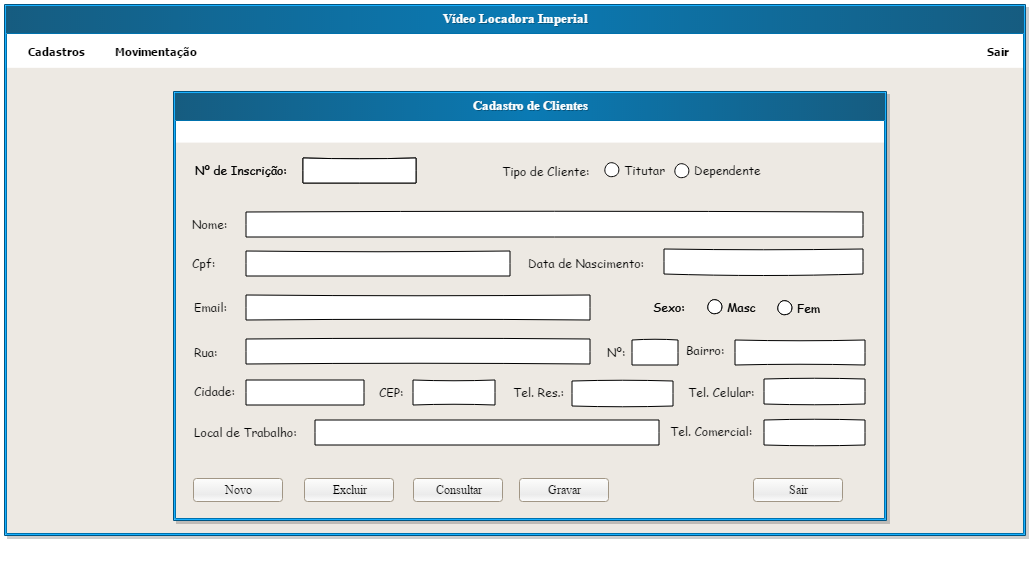 Vídeo Locadora Imperial
Cadastros Movimentação Sair
Cadastro de Clientes
Nº de Inscrição: Tipo de Cliente: Titutar Dependente
Nome:
Cpf: Data de Nascimento:
Email: Sexo: Masc Fem
Rua: Nº: Bairro:
Cidade: CEP: Tel. Res.: Tel. Celular:
Local de Trabalho: Tel. Comercial:
Novo Excluir Consultar Gravar Sair